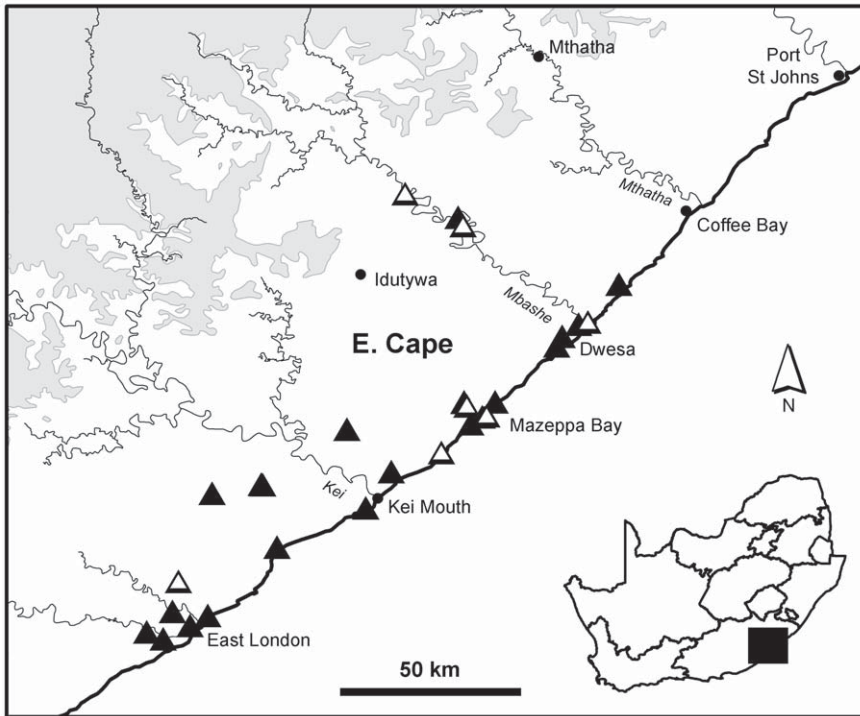 Mthatha
Port
St Johns
Mthatha
Coffee Bay
Idutywa
Mbashe
E. Cape
Dwesa
N
Mazeppa Bay
Kei
Kei Mouth
East London
50 km